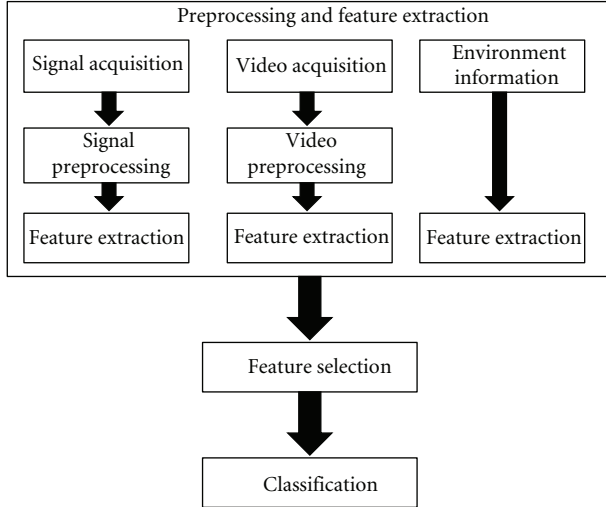 Preprocessing and feature extraction
Signal acquisition
Video acquisition
Environment
information
Signal
preprocessing
Video
preprocessing
Feature extraction
Feature extraction
Feature extraction
Feature selection
Classification